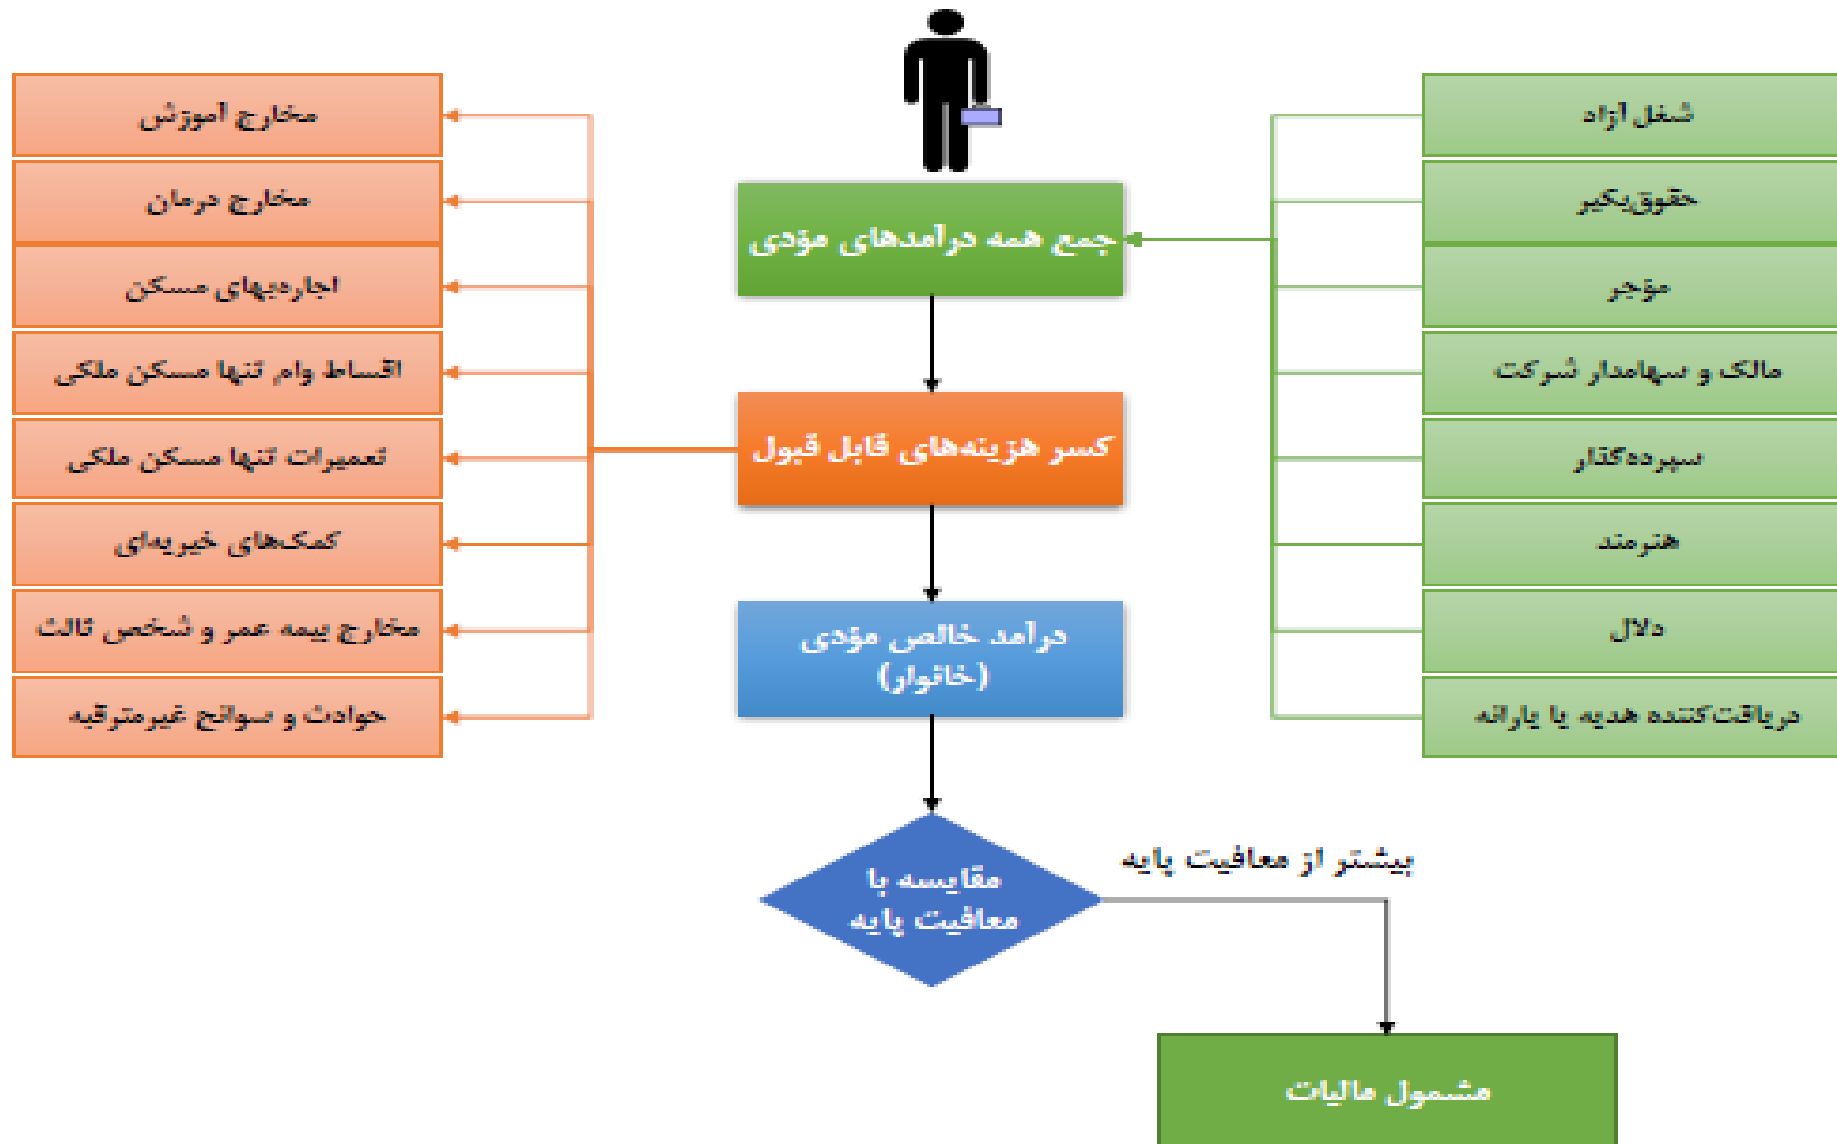 شغل آزاد
حقوق‌بگیر
مؤجر
مالک و سهامدار شرکت
سپرده‌گذار
هنرمند
دلال
دریافت‌کننده هدیه یا یارانه
جمع همه درآمدهای مؤدی
کسر هزینه‌های قابل قبول
درآمد خالص مؤدی
(خانوار)
مقایسه با
معافیت پایه
بیشتر از معافیت پایه
مشمول مالیات
مخارج آموزش
مخارج درمان
اجاره‌بهای مسکن
اقساط وام تنها مسکن ملکی
تعمیرات تنها مسکن ملکی
کمک‌های خیریه‌ای
مخارج بیمه عمر و شخص ثالث
حوادث و سوانح غیرمترقبه